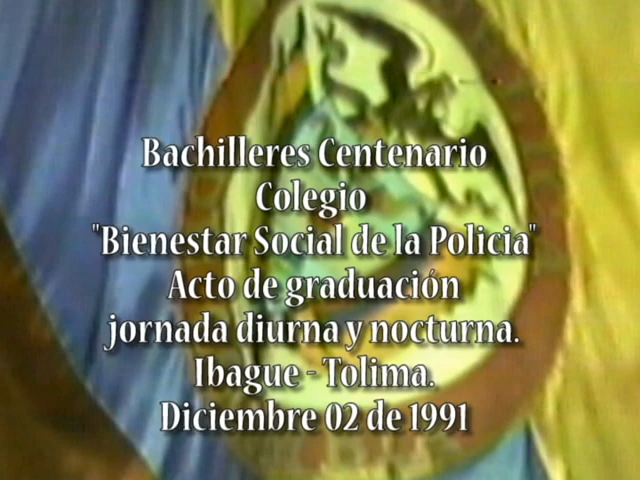 Bachilleres Centenario
Colegio
"Bienestar Social de la Policia"
Acto de graduación
jornada diurna y nocturna.
Ibague - Tolima.
Diciembre 02 de 1991